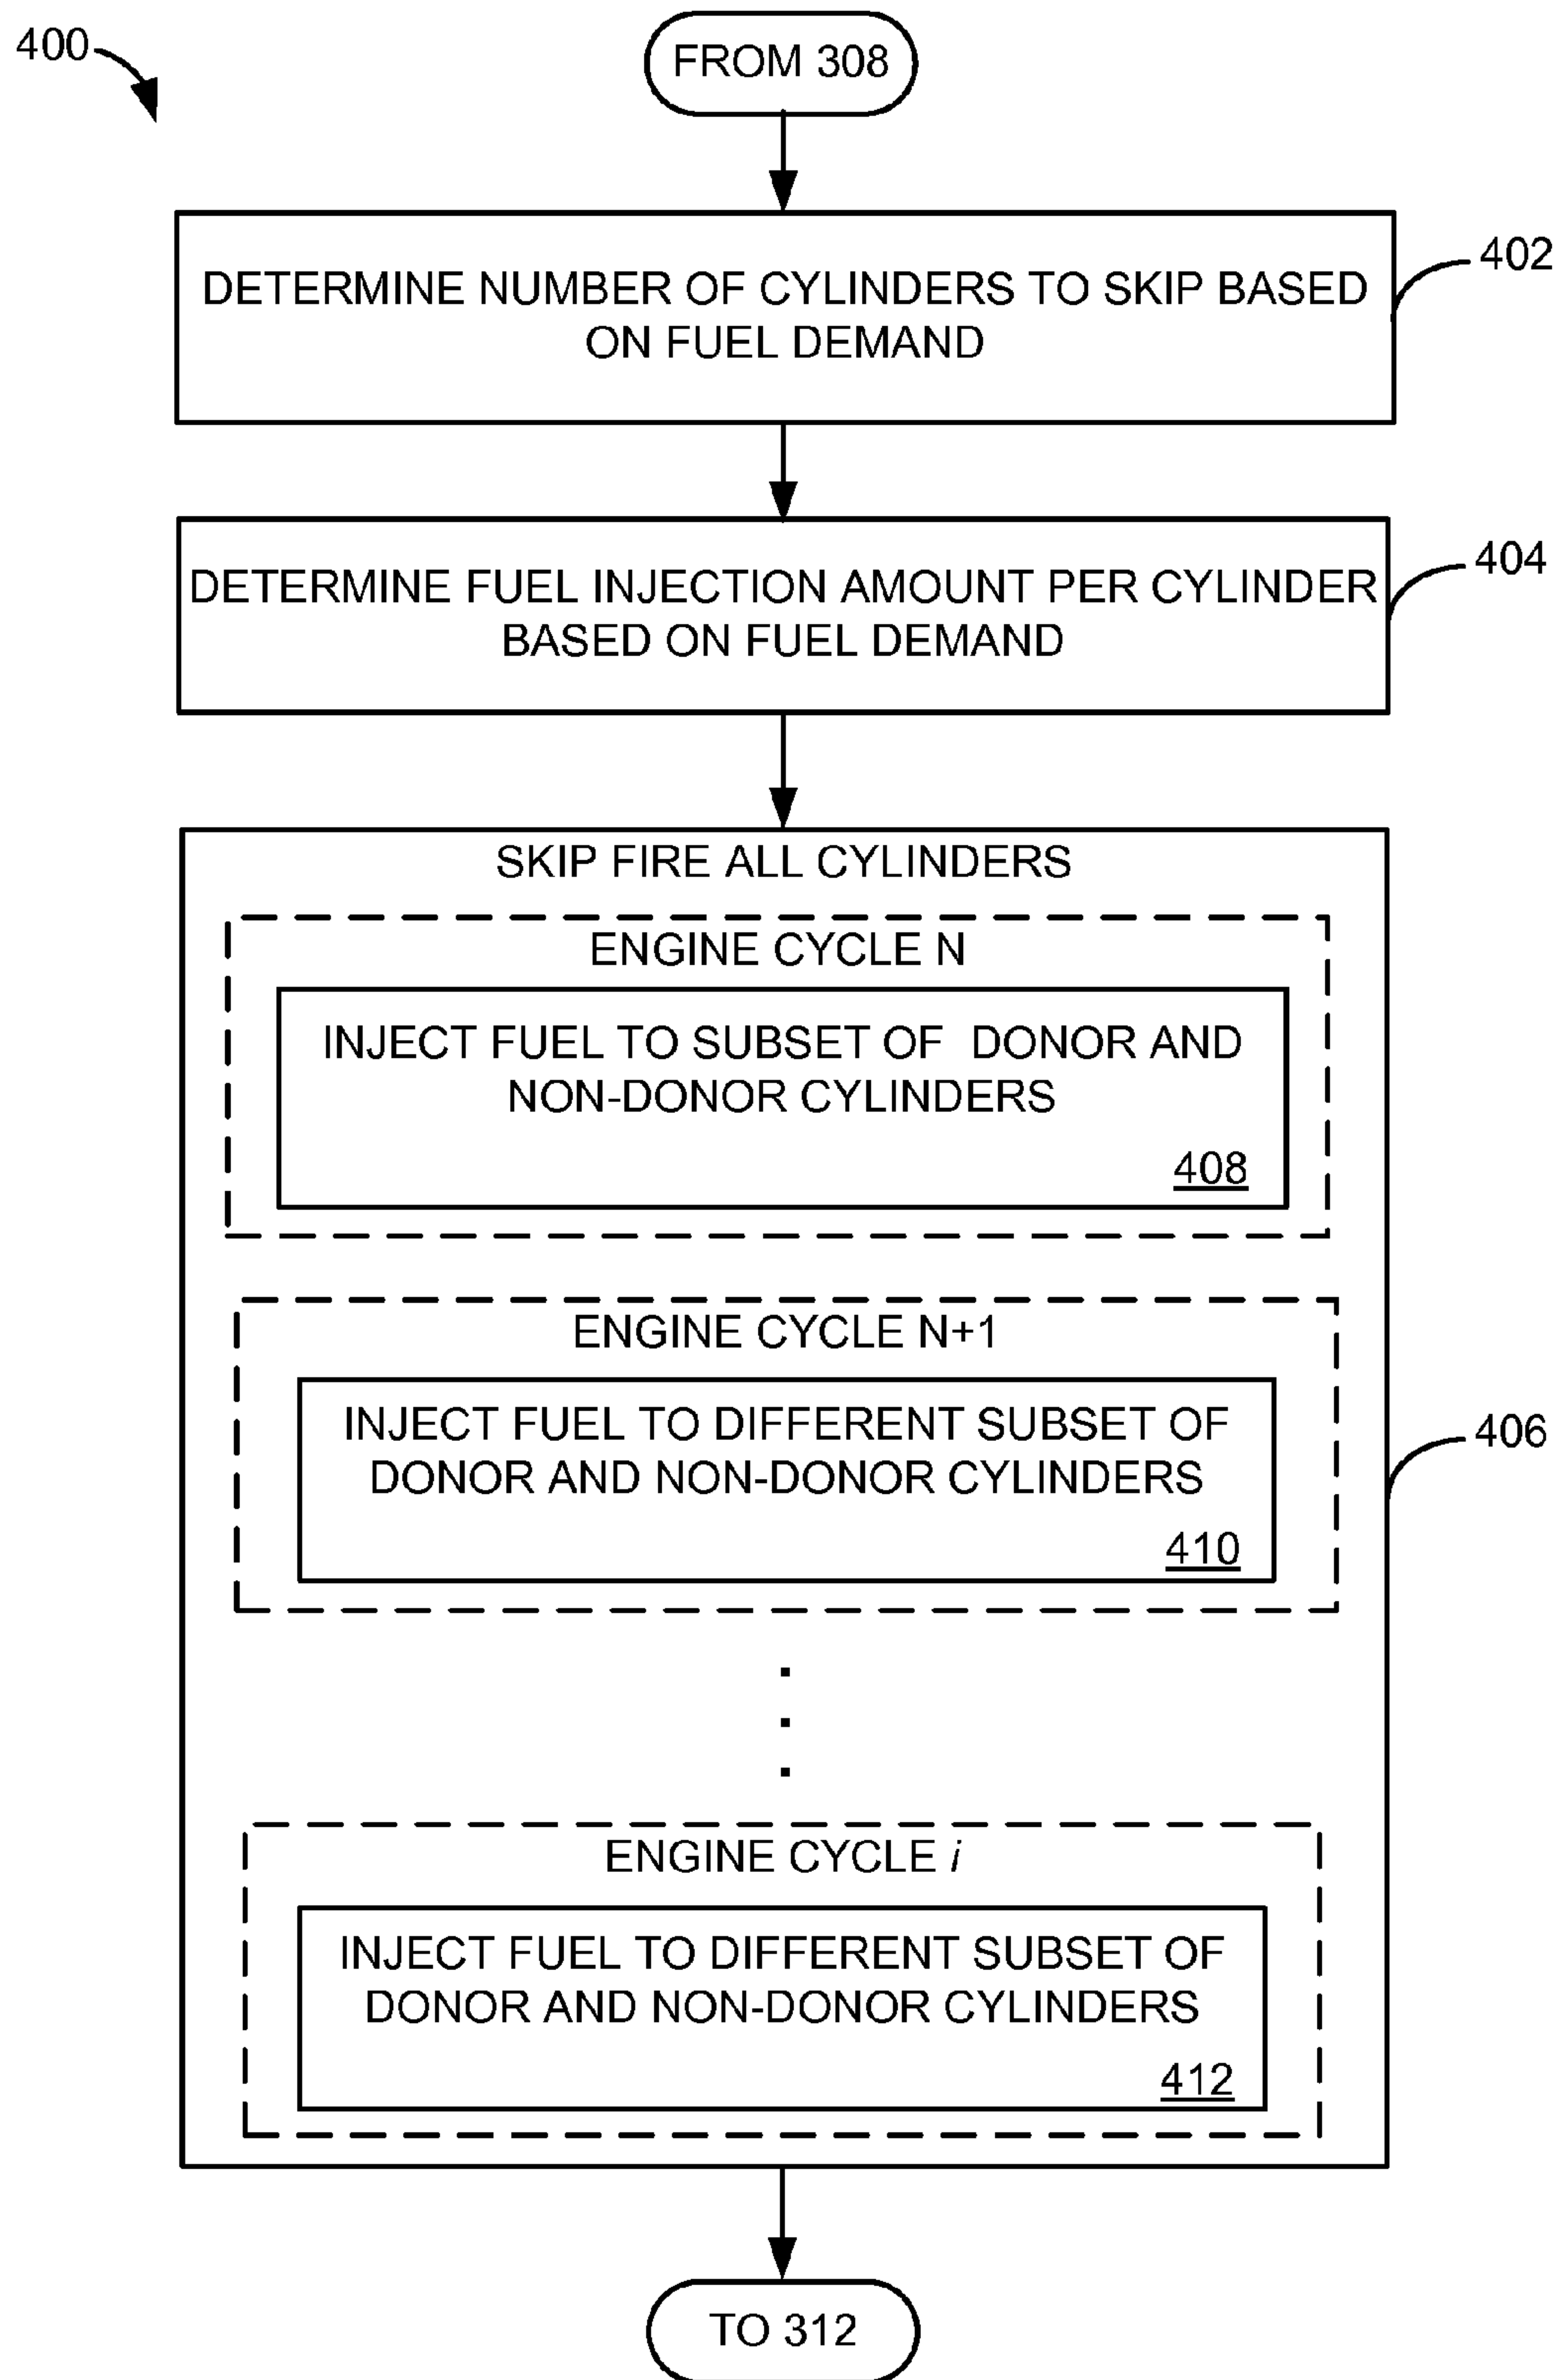 400
FROM 308
DETERMINE NUMBER OF CYLINDERS TO SKIP BASED
ON FUEL DEMAND
402
DETERMINE FUEL INJECTION AMOUNT PER CYLINDER
BASED ON FUEL DEMAND
404
SKIP FIRE ALL CYLINDERS
ENGINE CYCLE N
INJECT FUEL TO SUBSET OF DONOR AND
NON-DONOR CYLINDERS
408
ENGINE CYCLE N+1
INJECT FUEL TO DIFFERENT SUBSET OF
DONOR AND NON-DONOR CYLINDERS
410
406
ENGINE CYCLE i
INJECT FUEL TO DIFFERENT SUBSET OF
DONOR AND NON-DONOR CYLINDERS
412
TO 312